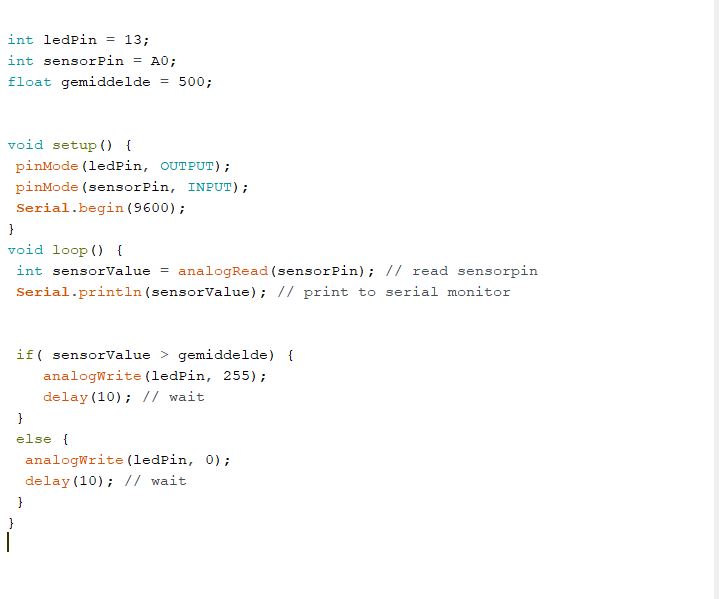 int ledPin = 13;
int sensorPin = A0;
float gemiddelde = 500;
void setup() {
pinMode(ledPin, OUTPUT);
pinMode(sensorPin, INPUT);
Serial.begin(9600);
}
void loop() {
int sensorValue = analogRead(sensorPin); // read sensorpin
Serial.println(sensorValue); // print to serial monitor
if( sensorValue > gemiddelde) {
analogWrite(ledPin, 255);
delay(10); // wait
}
else {
analogWrite(ledPin, 0);
delay(10); // wait
}
}